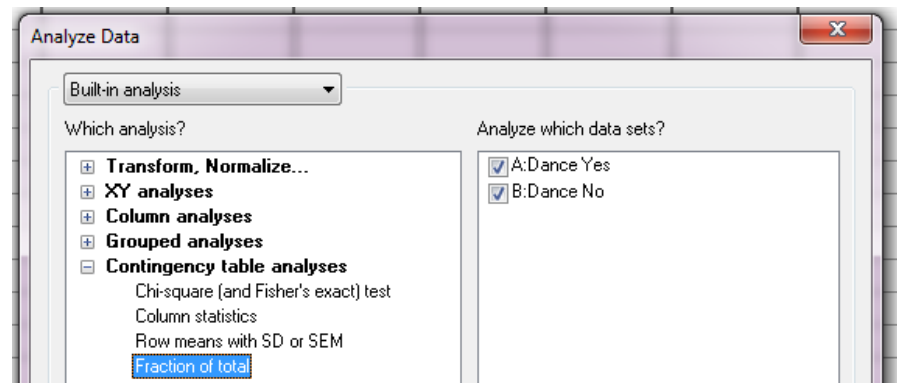 Analyze Data
Built-in analysis
Which analysis?
Transform, Normalize...
XY analyses
Column analyses
Grouped analyses
Contingency table analyses
Chi-square (and Fisher's exact) test
Column statistics
Row means with SD or SEM
Fraction of total
Analyze which data sets?
A:Dance Yes
B:Dance No